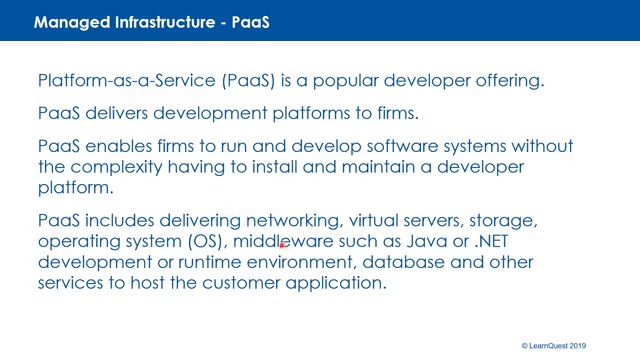 Managed Infrastructure - PaaS
Platform-as-a-Service (PaaS) is a popular developer offering.
PaaS delivers development platforms to firms.
PaaS enables firms to run and develop software systems without
the complexity having to install and maintain a developer
platform.
PaaS includes delivering networking, virtual servers, storage,
operating system (OS), middleware such as Java or .NET
development or runtime environment, database and other
services to host the customer application.
© LearnQuest 2019